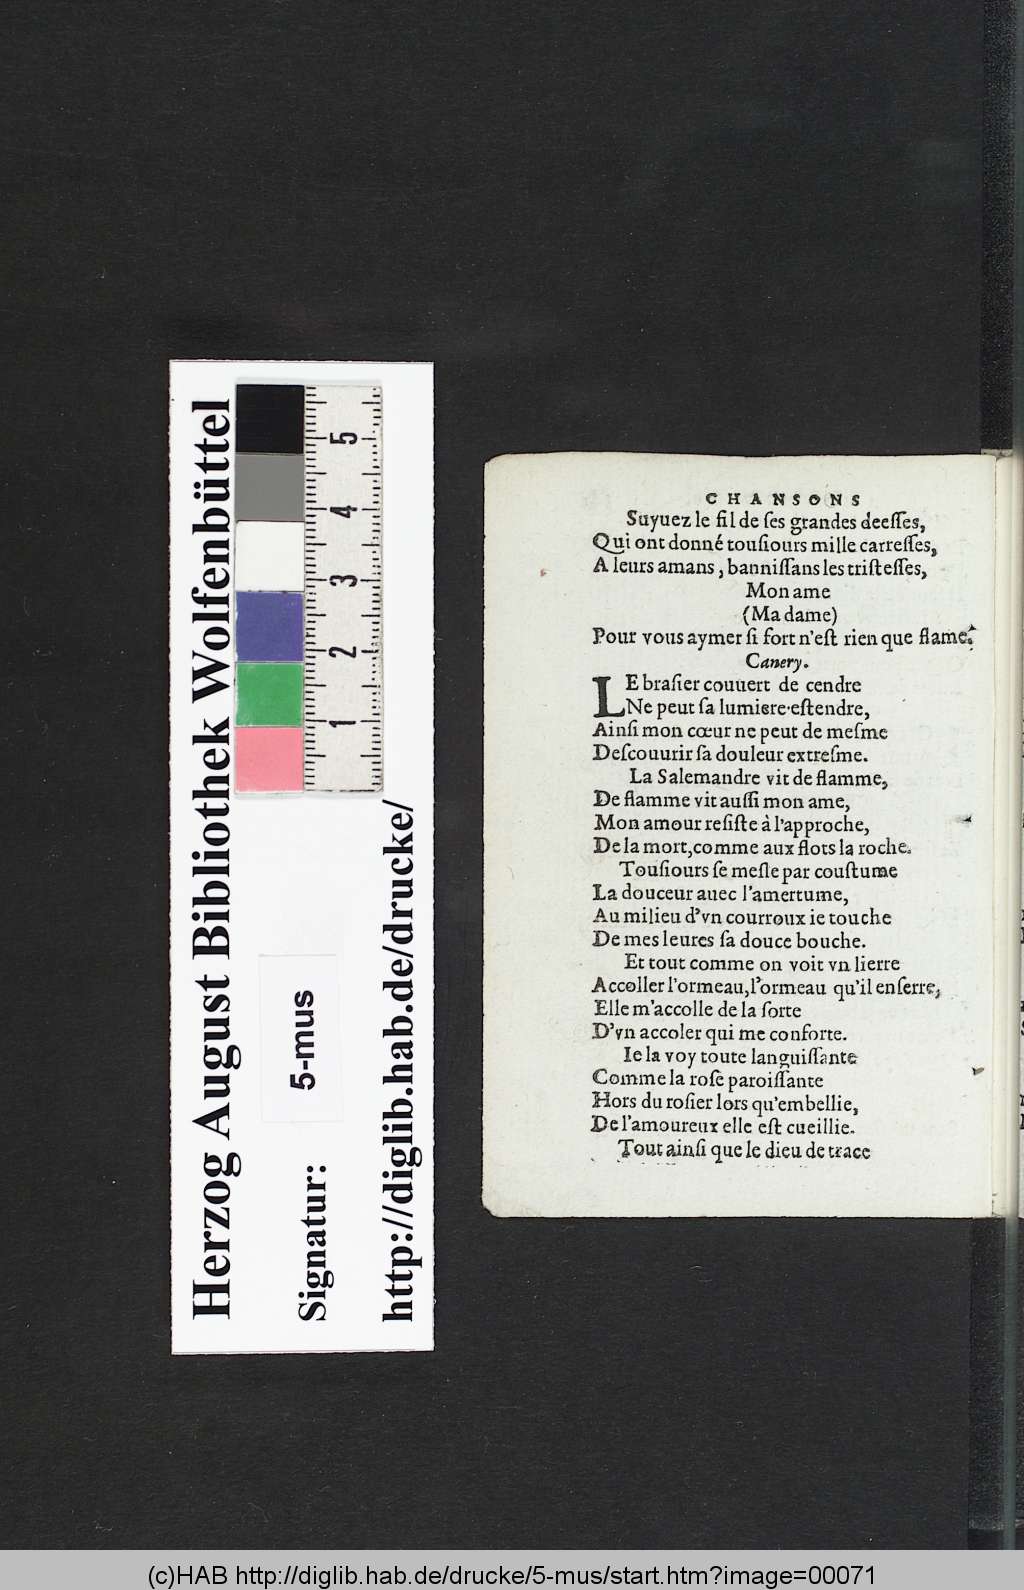 Herzog August Bibliothek Wolfenbüttel
1 2 3 4 5
Signatur: 5-mus
http://diglib.hab.de/drucke/
CHANSONS
Suyuez le fil de ſes grandes deeſſes,
Qui ont donné touſiours mille carreſſes,
A leurs amans, banniſſans les triſteſſes,
Mon ame
(Ma dame)
Pour vous aymer ſi fort n'eſt rien que flame.
Canery.
LE braſier couuert de cendre
Ne peut ſa lumiere eſtendre,
Ainſi mon cœur ne peut de meſme
Deſcouurir ſa douleur extreſme.
La Salemandre vit de flamme,
De flamme vit auſſi mon ame,
Mon amour reſiſte à l'approche,
De la mort, comme aux flots la roche.
Touſiours ſe meſle par couſtume
La douceur auec l'amertume,
Au milieu d'vn courroux ie touche
De mes leures ſa douce bouche.
Et tout comme on voit vn lierre
Accoller l'ormeau, l'ormeau qu'il enſerre,
Elle m'accolle de la ſorte
D'vn accoler qui me conforte.
Ie la voy toute languiſſante
Comme la roſe paroiſſante
Hors du roſier lors qu'embellie,
De l'amoureux elle eſt cueillie.
Tout ainſi que le dieu de trace
(c)HAB http://diglib.hab.de/drucke/5-mus/start.htm?image=00071